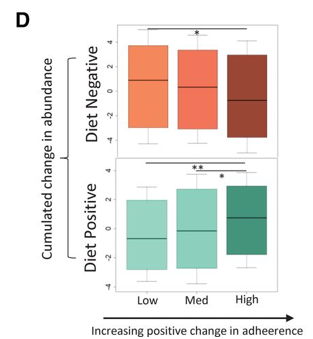 D
Cumulated change in abundance
Diet Negative
4
2
0
-2
-4
*
Diet Positive
4
2
0
-2
-4
**
*
Low Med High
Increasing positive change in adheerence